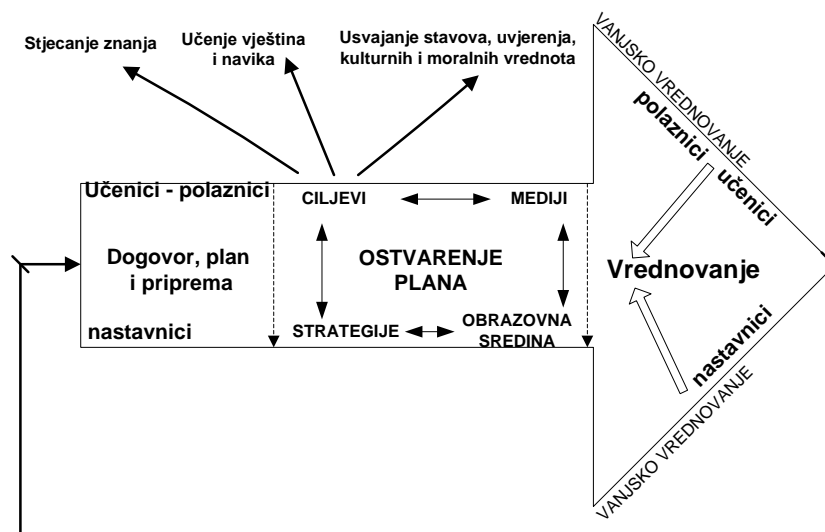 Stjecanje znanja
Učenje vještina
i navika
Usvajanje stavova, uvjerenja,
kulturnih i moralnih vrednota
VANJSKO VREDNOVANJE
polaznici
učenici
Učenici - polaznici
CILJEVI
MEDIJI
Dogovor, plan
i priprema
OSTVARENJE
PLANA
Vrednovanje
nastavnici
STRATEGIJE
OBRAZOVNA
SREDINA
nastavnici
VANJSKO VREDNOVANJE